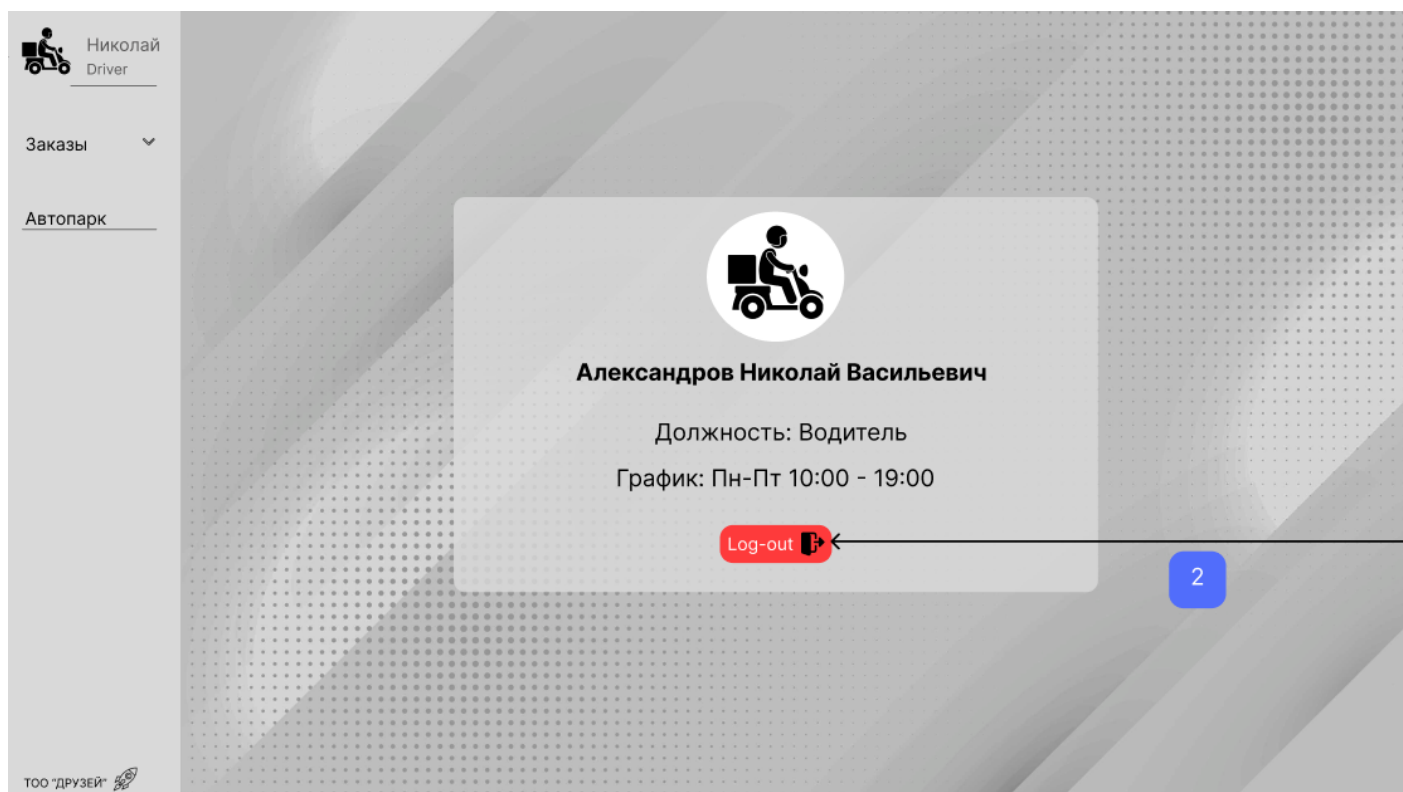 Николай
Driver
Заказы
Автопарк
Александров Николай Васильевич
Должность: Водитель
График: Пн-Пт 10:00 - 19:00
Log-out
2
ТОО "ДРУЗЕЙ"